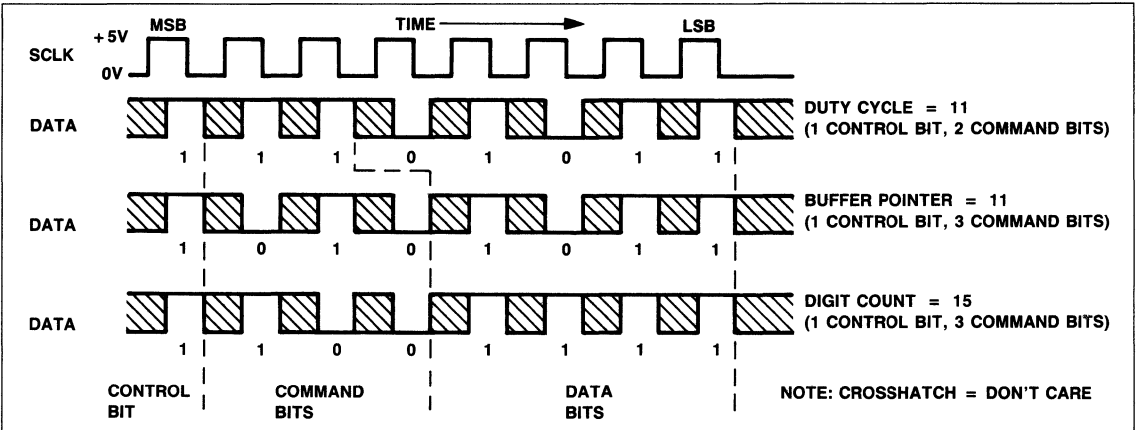 MSB TIME LSB
+5V
SCLK
0V
DATA DUTY CYCLE = 11
(1 CONTROL BIT, 2 COMMAND BITS)
1 1 1 0 1 0 1 1
DATA BUFFER POINTER = 11
(1 CONTROL BIT, 3 COMMAND BITS)
1 0 1 0 1 0 1 1
DATA DIGIT COUNT = 15
(1 CONTROL BIT, 3 COMMAND BITS)
1 1 0 0 1 1 1 1
CONTROL BIT
COMMAND BITS
DATA BITS
NOTE: CROSSHATCH = DON'T CARE